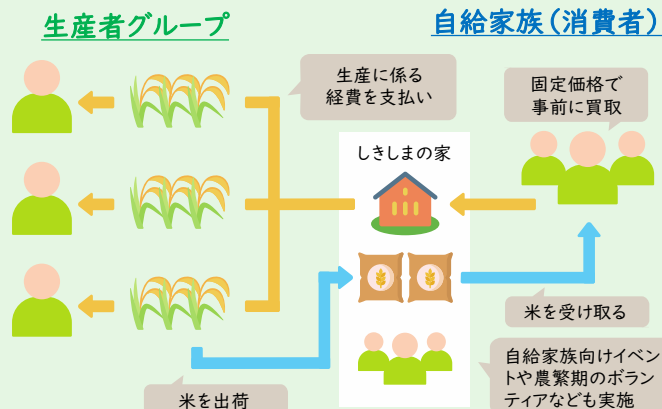 生産者グループ
自給家族(消費者)
生産に係る
経費を支払い
固定価格で
事前に買取
しきしまの家
米を受け取る
米を出荷
自給家族向けイベン
トや農繁期のボラン
ティアなども実施